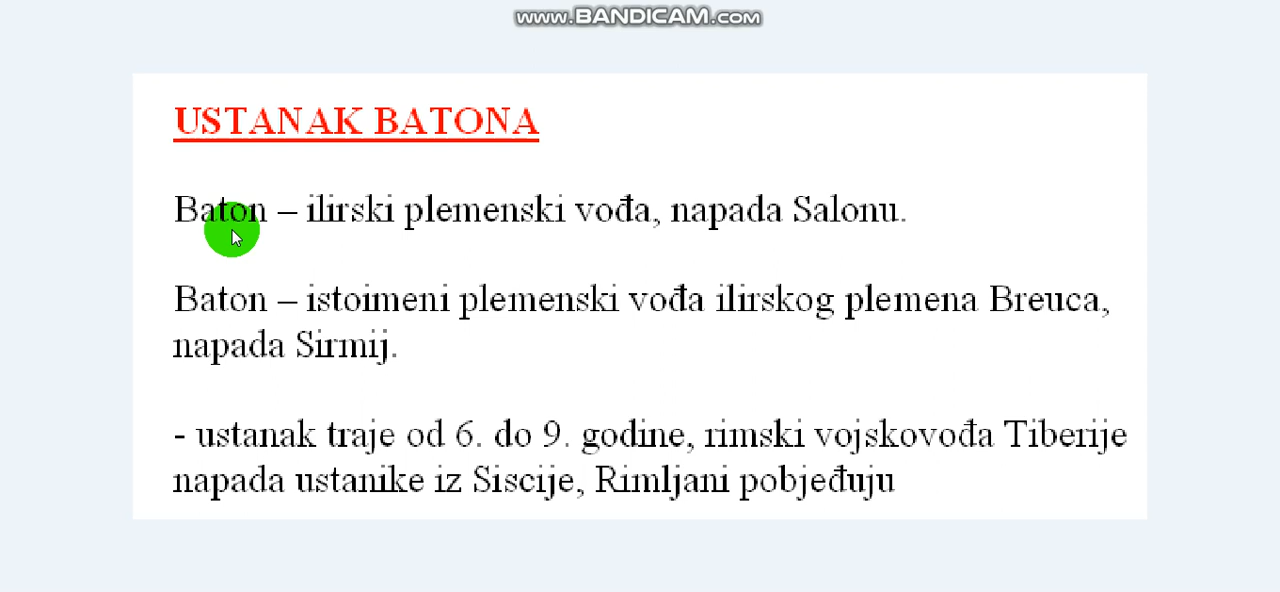 www.BANDICAM.com
USTANAK BATONA
Baton – ilirski plemenski vođa, napada Salonu.
Baton – istoimeni plemenski vođa ilirskog plemena Breuca,
napada Sirmij.
- ustanak traje od 6. do 9. godine, rimski vojskovođa Tiberije
napada ustanike iz Siscije, Rimljani pobjeđuju